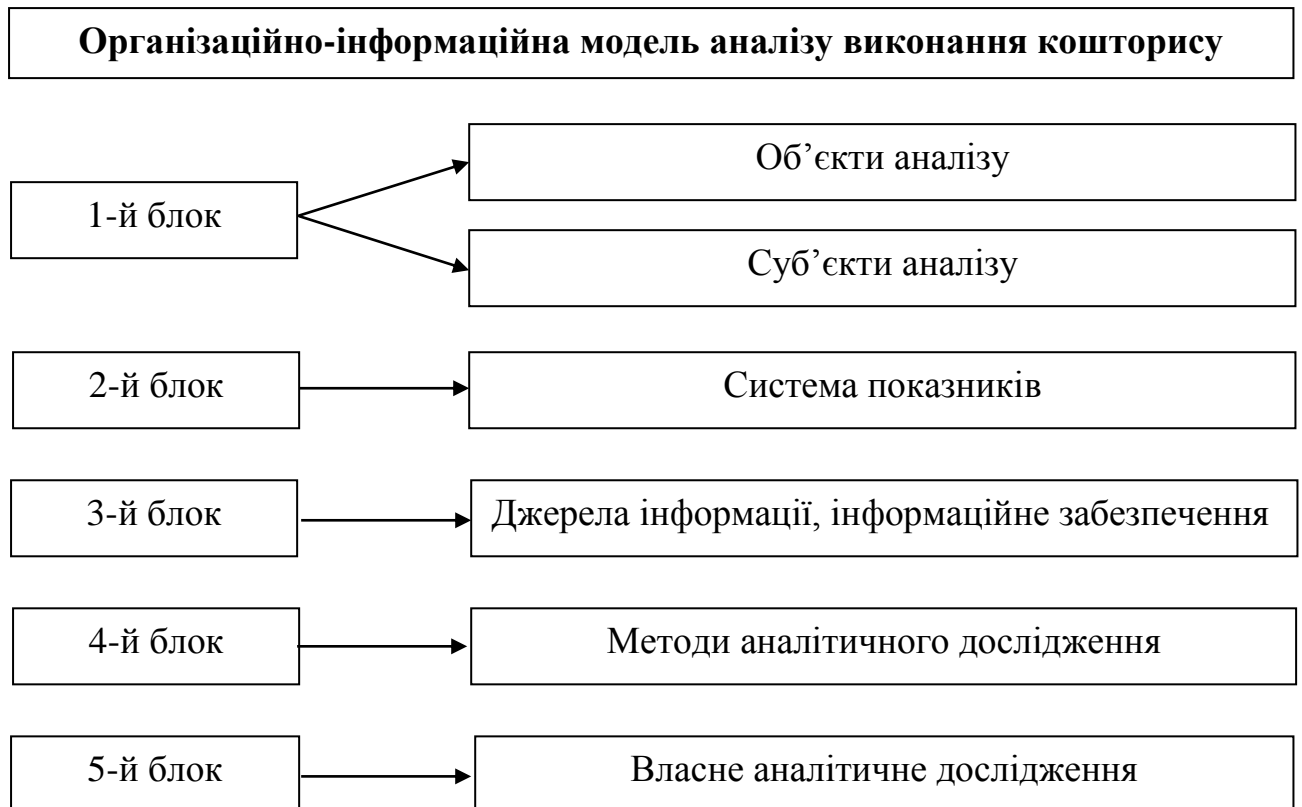 Організаційно-інформаційна модель аналізу виконання кошторису
Об’єкти аналізу
1-й блок
Суб’єкти аналізу
2-й блок
Система показників
3-й блок
Джерела інформації, інформаційне забезпечення
4-й блок
Методи аналітичного дослідження
5-й блок
Власне аналітичне дослідження